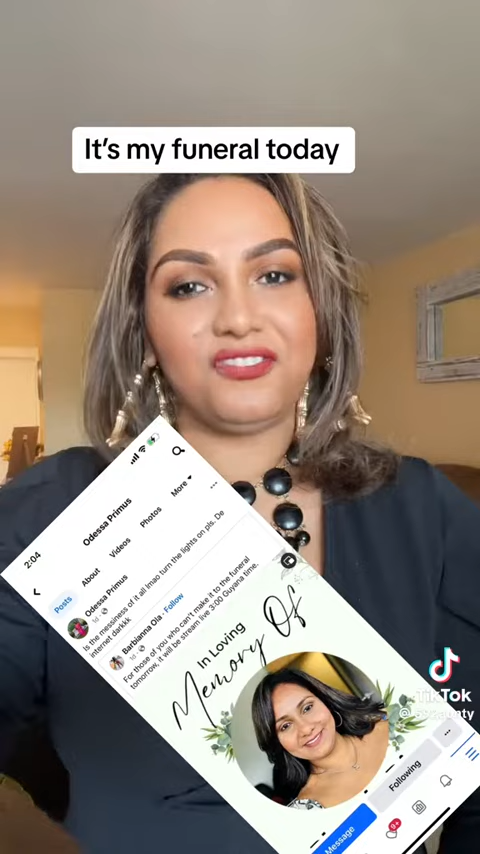 It's my funeral today
2:04
Odessa Primus
Posts
About
Videos
Photos
More
Odessa Primus
1d
Is the messiness of it all lmao turn the lights on pls. De
internet darkkk
Barbianna Ola · Follow
1d
For those of you who can't make it to the funeral
tomorrow, it will be stream live 3:00 Guyana time.
In Loving
Memory Of
Message
Following
9+
TikTok